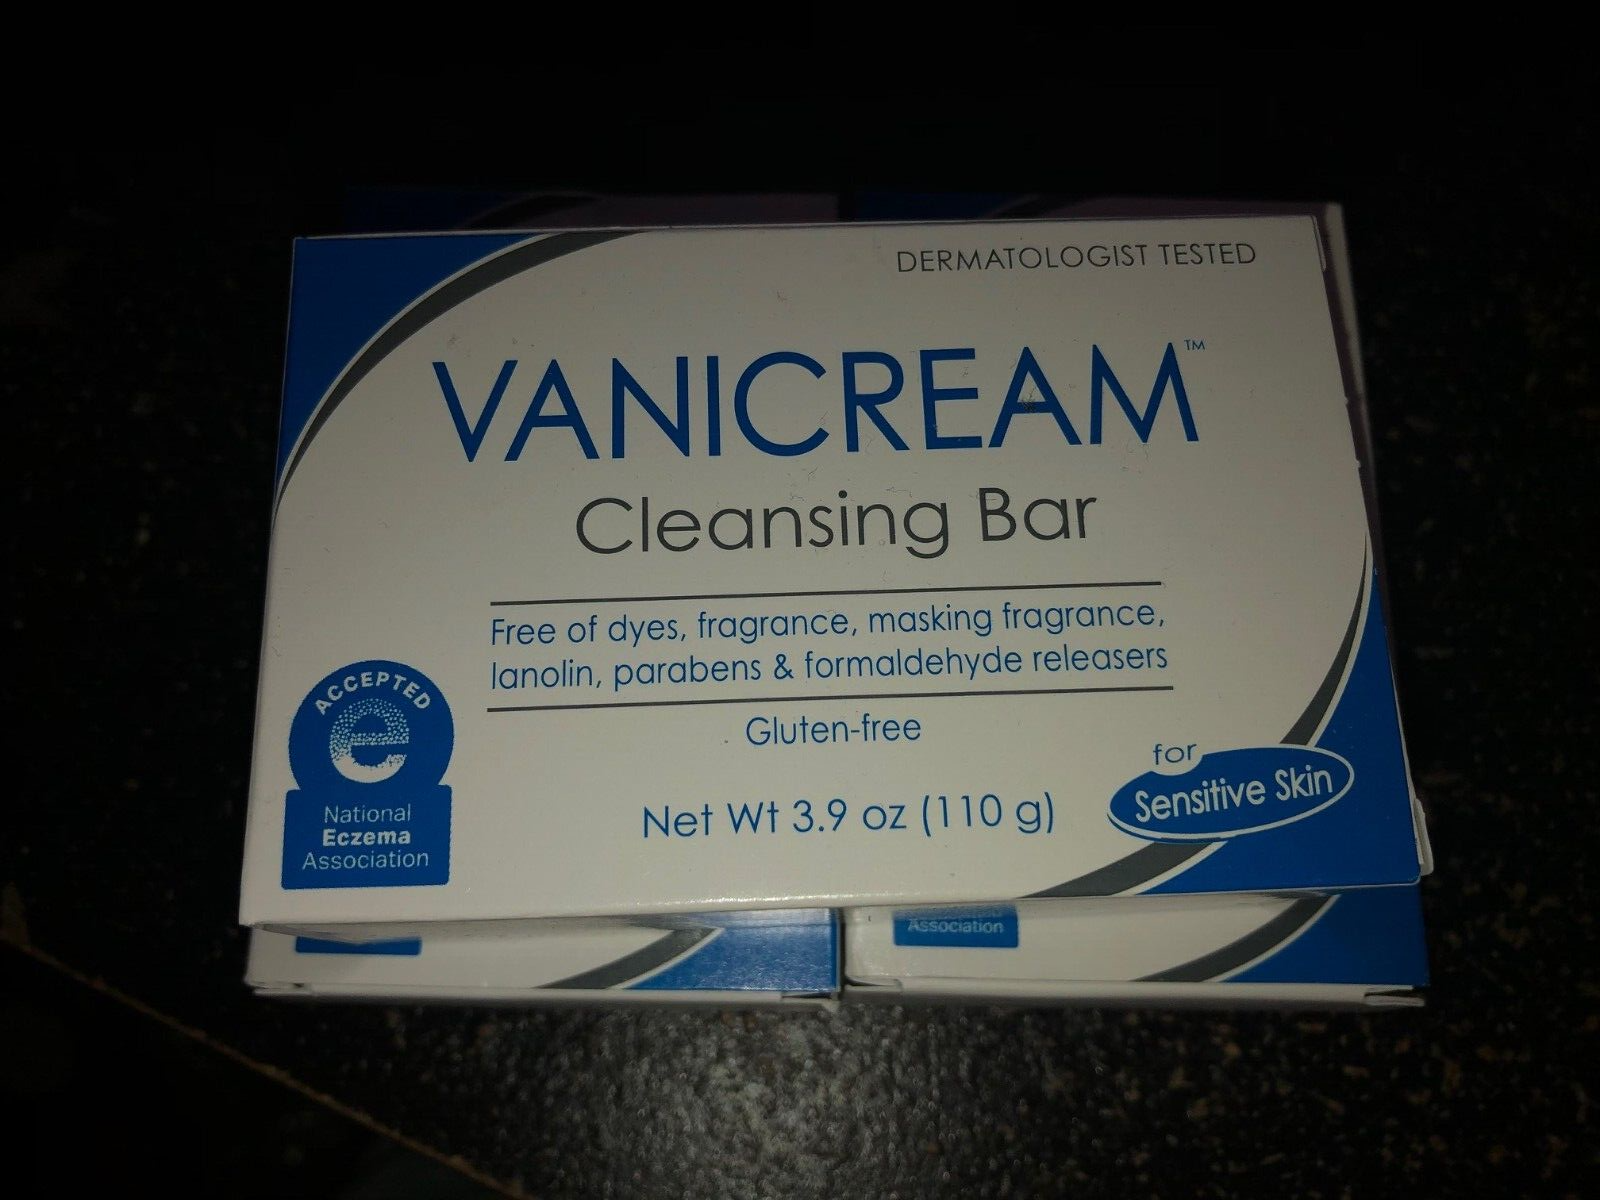 DERMATOLOGIST TESTED
VANICREAM™
Cleansing Bar
Free of dyes, fragrance, masking fragrance,
lanolin, parabens & formaldehyde releasers
Gluten-free
ACCEPTED
e
National
Eczema
Association
Net Wt 3.9 oz (110 g)
for
Sensitive Skin
Association